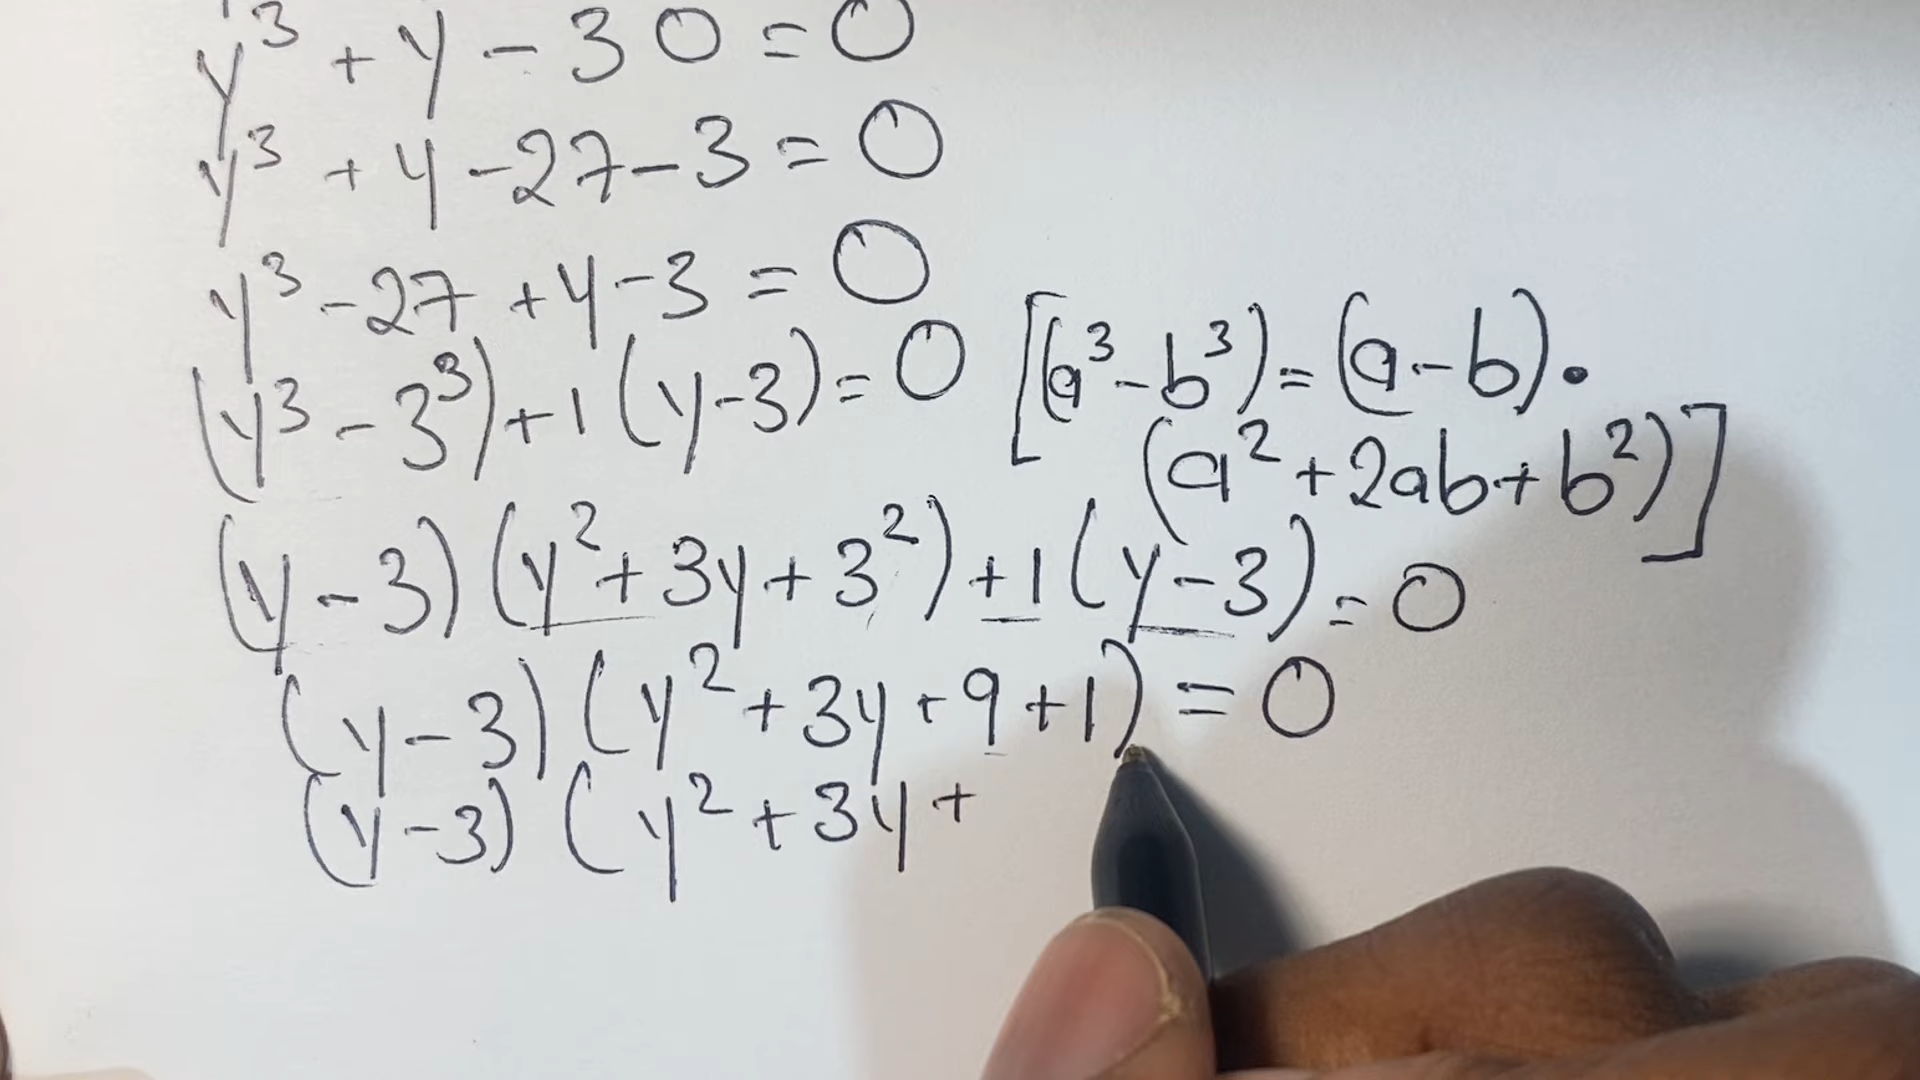 y³ + y - 30 = 0
y³ + y - 27 - 3 = 0
y³ - 27 + y - 3 = 0
(y³ - 3³) + 1 (y - 3) = 0 [(a³ - b³) = (a - b) •
(a² + 2ab + b²)]
(y - 3) (y² + 3y + 3²) + 1 (y - 3) = 0
(y - 3) (y² + 3y + 9 + 1) = 0
(y - 3) (y² + 3y +